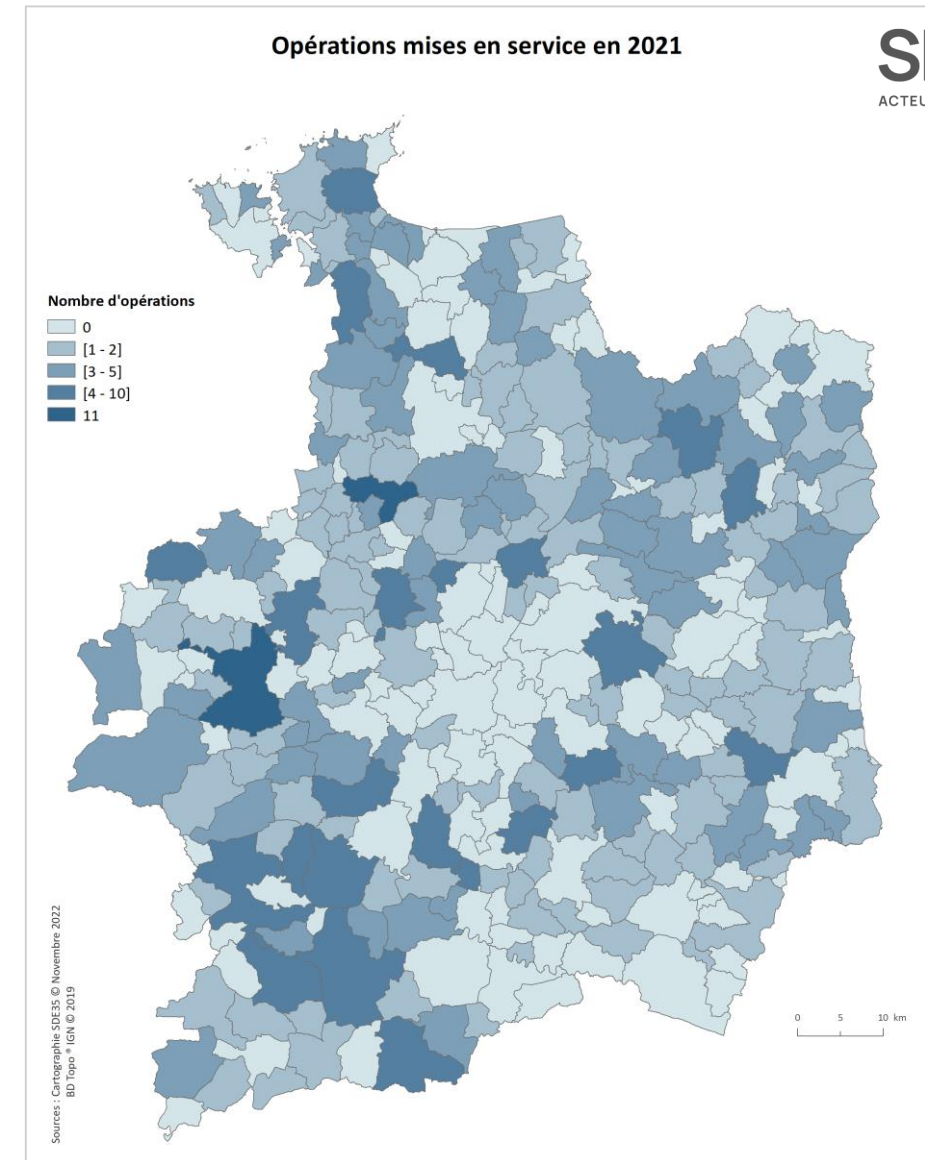 Opérations mises en service en 2021
ACTEU
Nombre d'opérations
0
[1 - 2]
[3 - 5]
[4 - 10]
11
Sources : Cartographie SDE35 © Novembre 2022
BD Topo ® IGN © 2019
0 5 10 km